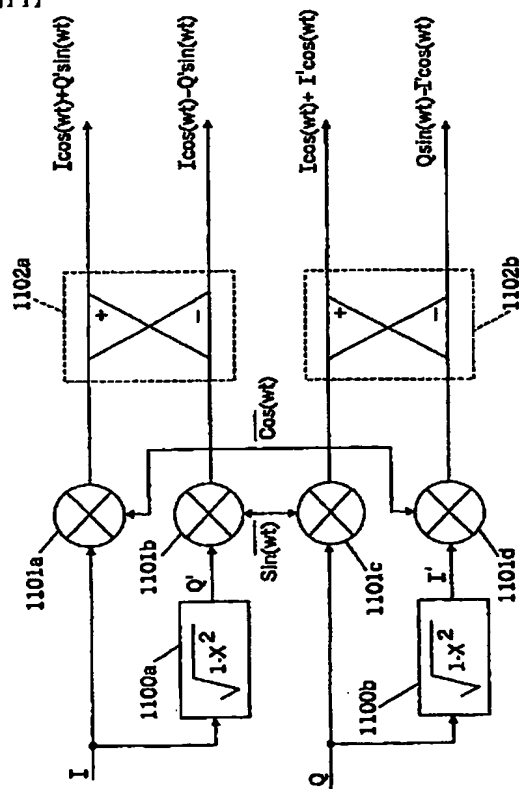 Icos(wt)+Q'sin(wt)
Icos(wt)-Q'sin(wt)
Icos(wt)+ I'cos(wt)
Qsin(wt)-I'cos(wt)
1102a
+
-
+
-
1102b
Cos(wt)
1101a
1101b
Sin(wt)
1101c
1101d
Q'
I'
1100a
√1-X²
1100b
√1-X²
I
Q